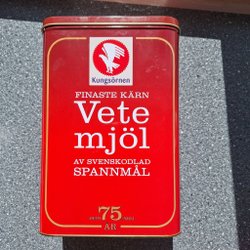 Kungsörnen
FINASTE KÄRN
Vete
mjöl
AV SVENSKODLAD
SPANNMÅL
75
ÅR